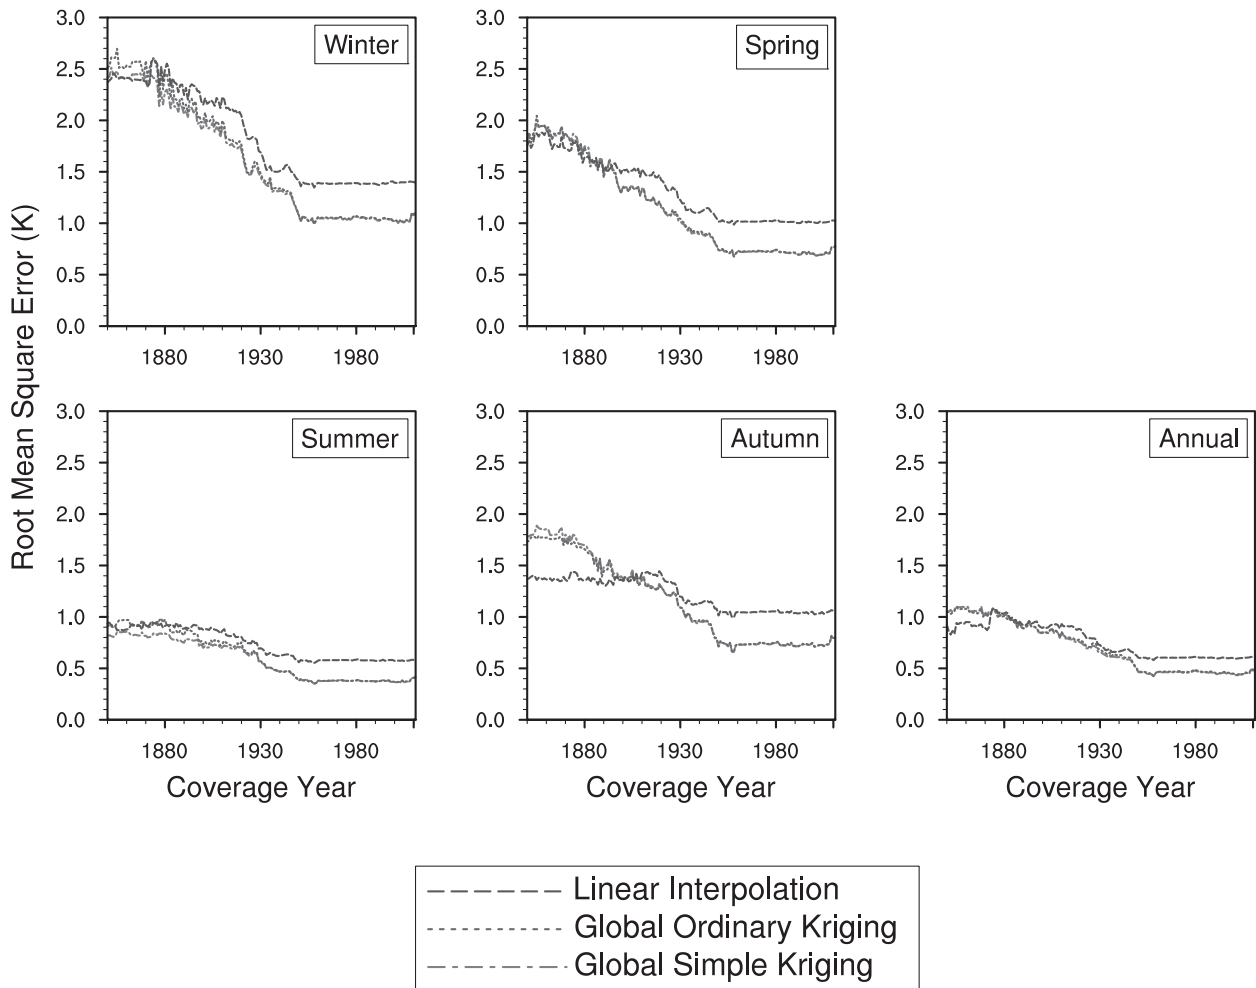 Root Mean Square Error (K)
Winter
3.0
2.5
2.0
1.5
1.0
0.5
0.0
1880 1930 1980
Spring
3.0
2.5
2.0
1.5
1.0
0.5
0.0
1880 1930 1980
Summer
3.0
2.5
2.0
1.5
1.0
0.5
0.0
1880 1930 1980
Coverage Year
Autumn
3.0
2.5
2.0
1.5
1.0
0.5
0.0
1880 1930 1980
Coverage Year
Annual
3.0
2.5
2.0
1.5
1.0
0.5
0.0
1880 1930 1980
Coverage Year
Linear Interpolation
Global Ordinary Kriging
Global Simple Kriging